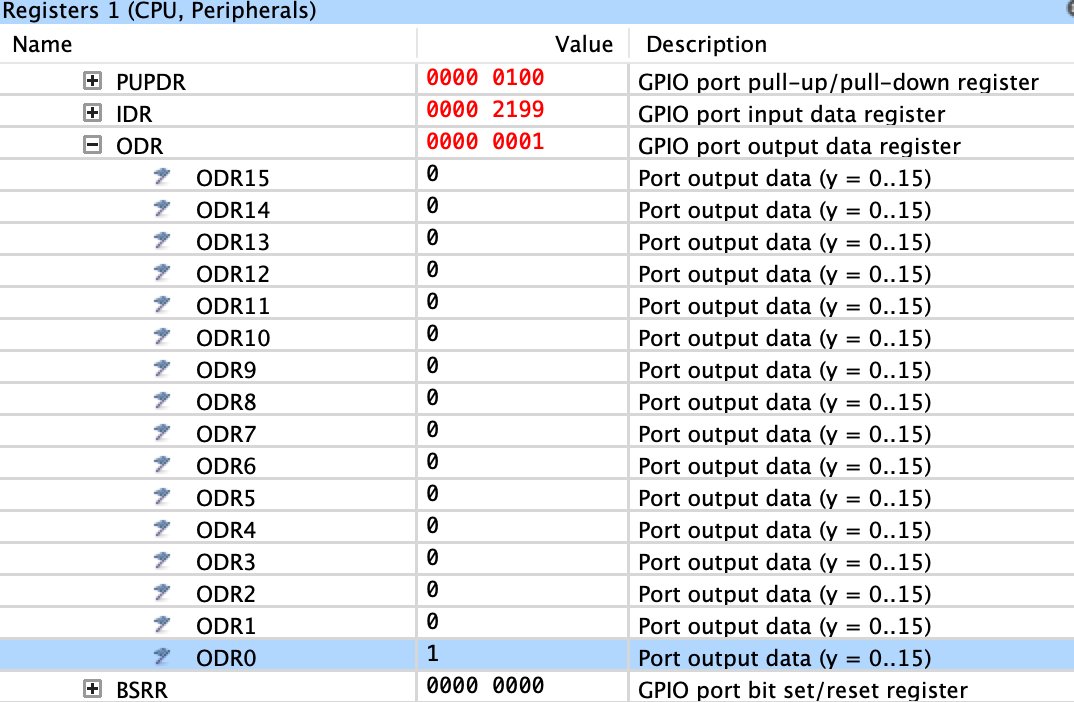 Registers 1 (CPU, Peripherals)
Name Value Description
PUPDR 0000 0100 GPIO port pull-up/pull-down register
IDR 0000 2199 GPIO port input data register
ODR 0000 0001 GPIO port output data register
ODR15 0 Port output data (y = 0..15)
ODR14 0 Port output data (y = 0..15)
ODR13 0 Port output data (y = 0..15)
ODR12 0 Port output data (y = 0..15)
ODR11 0 Port output data (y = 0..15)
ODR10 0 Port output data (y = 0..15)
ODR9 0 Port output data (y = 0..15)
ODR8 0 Port output data (y = 0..15)
ODR7 0 Port output data (y = 0..15)
ODR6 0 Port output data (y = 0..15)
ODR5 0 Port output data (y = 0..15)
ODR4 0 Port output data (y = 0..15)
ODR3 0 Port output data (y = 0..15)
ODR2 0 Port output data (y = 0..15)
ODR1 0 Port output data (y = 0..15)
ODR0 1 Port output data (y = 0..15)
BSRR 0000 0000 GPIO port bit set/reset register